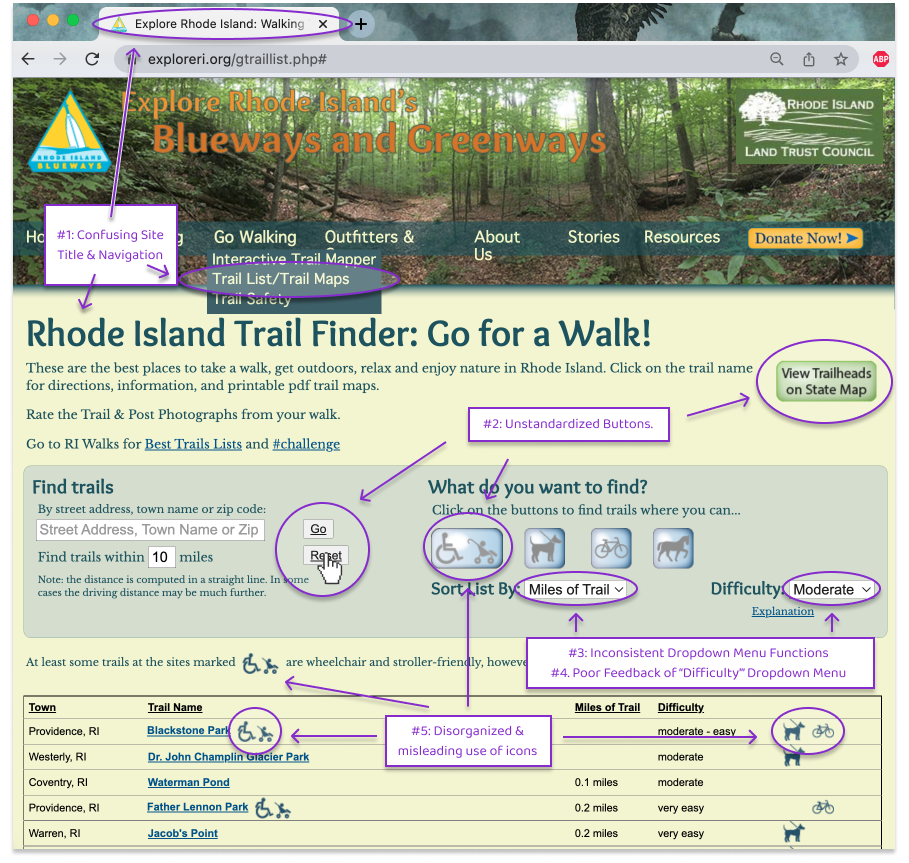 Explore Rhode Island: Walking
exploreri.org/gtraillist.php#
ABP
Explore Rhode Island's
Blueways and Greenways
RHODE ISLAND
BLUEWAYS
RHODE ISLAND
LAND TRUST COUNCIL
#1: Confusing Site
Title & Navigation
Go Walking
Outfitters &
About
Us
Stories
Resources
Donate Now!
Interactive Trail Mapper
Trail List/Trail Maps
Trail Safety
Rhode Island Trail Finder: Go for a Walk!
These are the best places to take a walk, get outdoors, relax and enjoy nature in Rhode Island. Click on the trail name
for directions, information, and printable pdf trail maps.
View Trailheads
on State Map
Rate the Trail & Post Photographs from your walk.
#2: Unstandardized Buttons.
Go to RI Walks for Best Trails Lists and #challenge
Find trails
By street address, town name or zip code:
Street Address, Town Name or Zip
Go
Find trails within 10 miles
Reset
Note: the distance is computed in a straight line. In some
cases the driving distance may be much further.
What do you want to find?
Click on the buttons to find trails where you can...
Sort List By: Miles of Trail
Difficulty: Moderate
Explanation
#3: Inconsistent Dropdown Menu Functions
#4. Poor Feedback of "Difficulty" Dropdown Menu
At least some trails at the sites marked are wheelchair and stroller-friendly, howeve
#5: Disorganized &
misleading use of icons
Town Trail Name Miles of Trail Difficulty
Providence, RI Blackstone Park moderate - easy
Westerly, RI Dr. John Champlin Glacier Park moderate
Coventry, RI Waterman Pond 0.1 miles moderate
Providence, RI Father Lennon Park 0.2 miles very easy
Warren, RI Jacob's Point 0.2 miles very easy